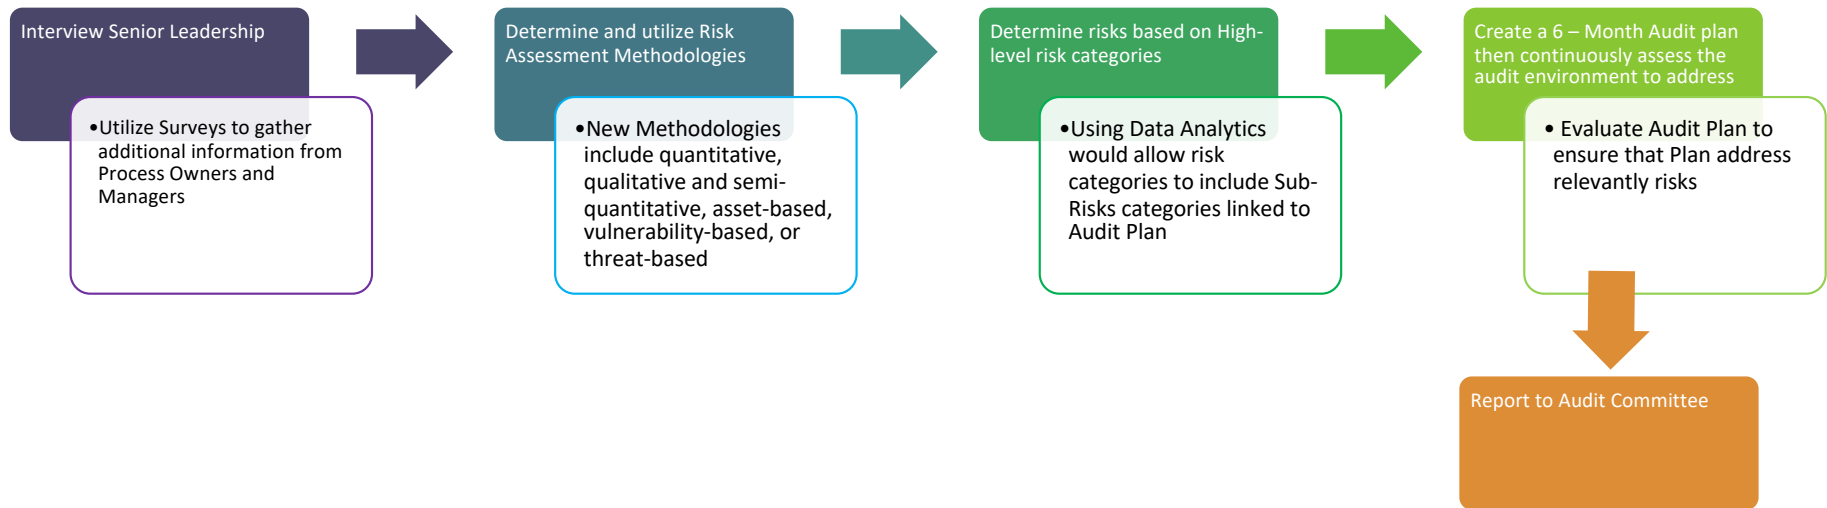 Interview Senior Leadership
•Utilize Surveys to gather
additional information from
Process Owners and
Managers
Determine and utilize Risk
Assessment Methodologies
•New Methodologies
include quantitative,
qualitative and semi-
quantitative, asset-based,
vulnerability-based, or
threat-based
Determine risks based on High-
level risk categories
•Using Data Analytics
would allow risk
categories to include Sub-
Risks categories linked to
Audit Plan
Create a 6 – Month Audit plan
then continuously assess the
audit environment to address
• Evaluate Audit Plan to
ensure that Plan address
relevantly risks
Report to Audit Committee